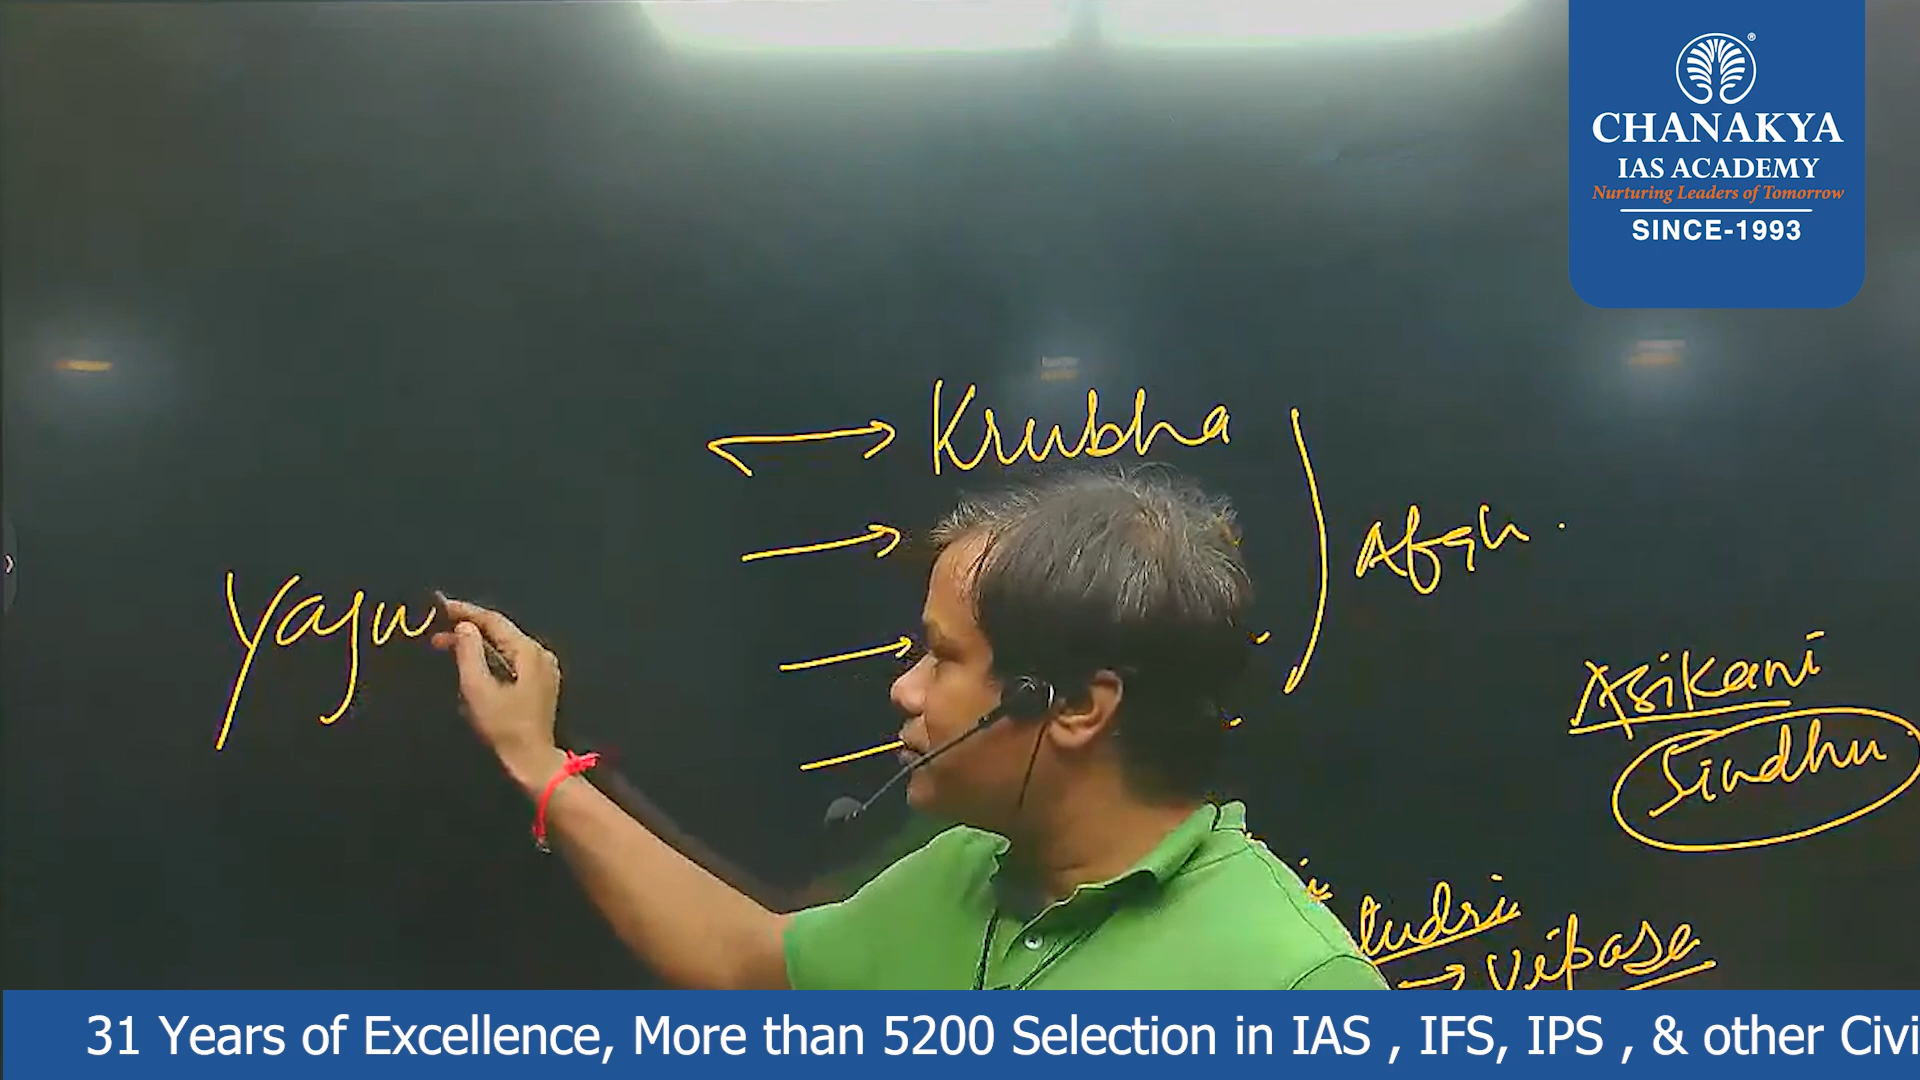 CHANAKYA
IAS ACADEMY
Nurturing Leaders of Tomorrow
SINCE-1993
Krubha
Afgh.
Yaju
Asikani
Sindhu
tudri
Vipase
31 Years of Excellence, More than 5200 Selection in IAS , IFS, IPS , & other Civi